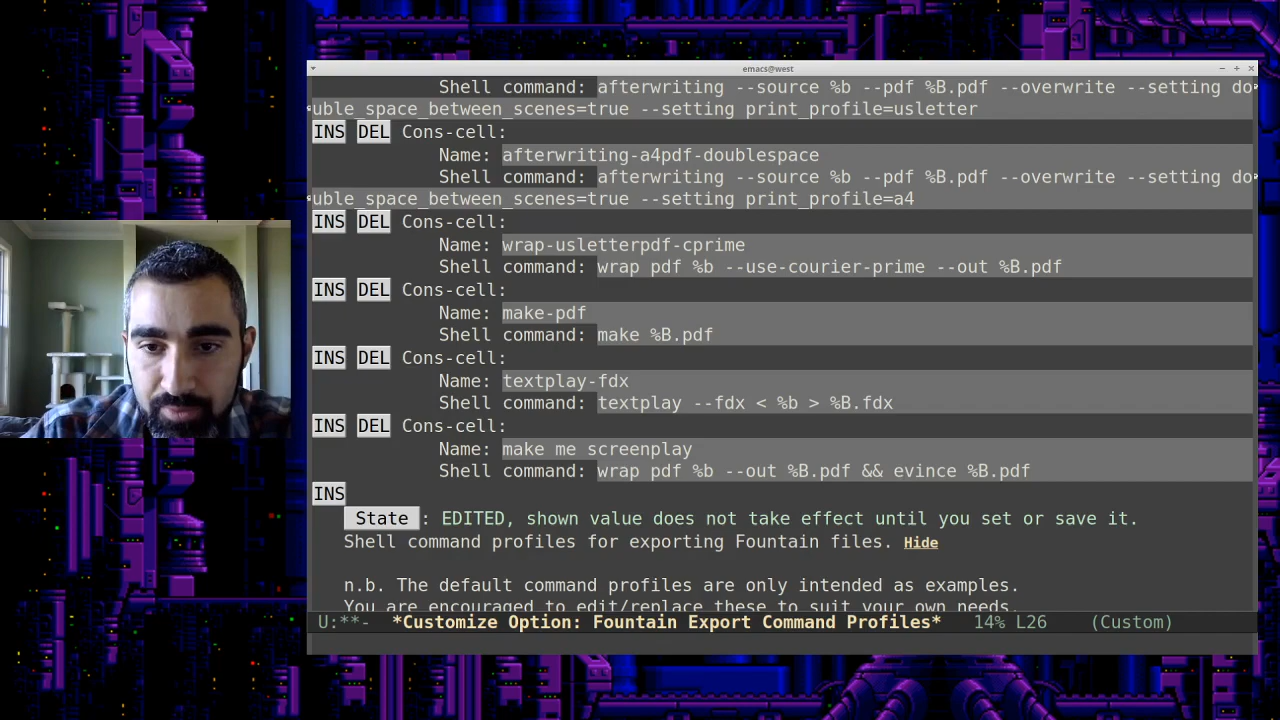 emacs@west
Shell command: afterwriting --source %b --pdf %B.pdf --overwrite --setting do
uble_space_between_scenes=true --setting print_profile=usletter
INS DEL Cons-cell:
Name: afterwriting-a4pdf-doublespace
Shell command: afterwriting --source %b --pdf %B.pdf --overwrite --setting do
uble_space_between_scenes=true --setting print_profile=a4
INS DEL Cons-cell:
Name: wrap-usletterpdf-cprime
Shell command: wrap pdf %b --use-courier-prime --out %B.pdf
INS DEL Cons-cell:
Name: make-pdf
Shell command: make %B.pdf
INS DEL Cons-cell:
Name: textplay-fdx
Shell command: textplay --fdx < %b > %B.fdx
INS DEL Cons-cell:
Name: make me screenplay
Shell command: wrap pdf %b --out %B.pdf && evince %B.pdf
INS
State : EDITED, shown value does not take effect until you set or save it.
Shell command profiles for exporting Fountain files. Hide
n.b. The default command profiles are only intended as examples.
You are encouraged to edit/replace these to suit your own needs.
U:**- *Customize Option: Fountain Export Command Profiles* 14% L26 (Custom)